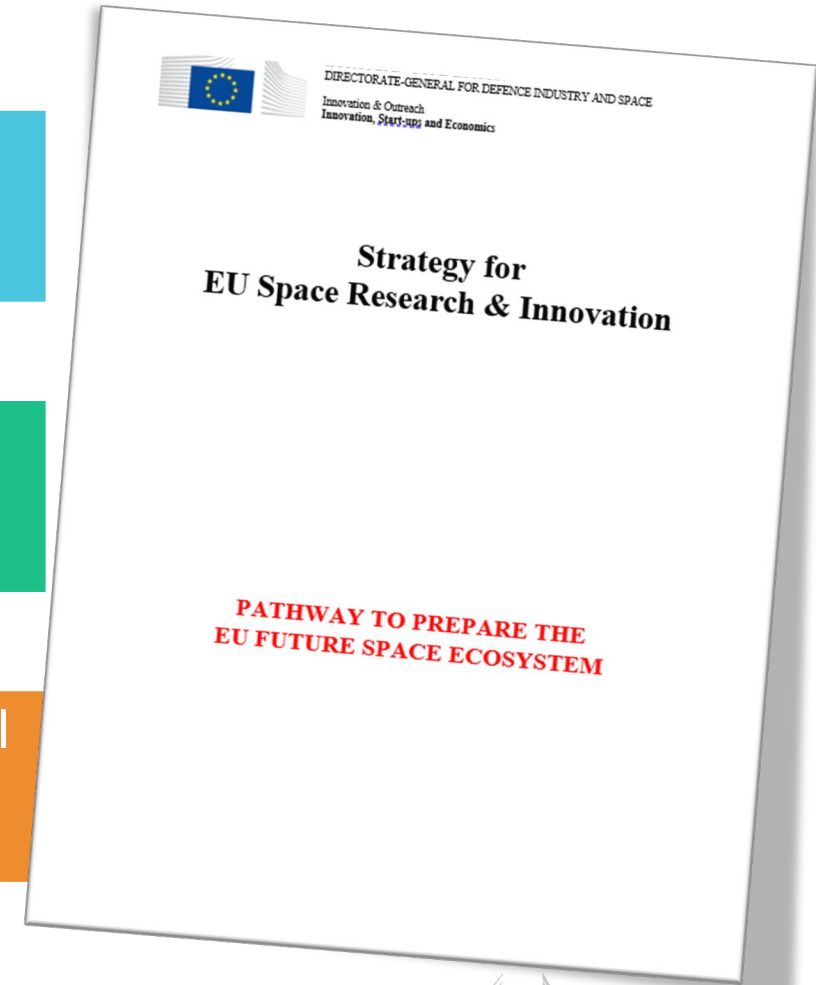 DIRECTORATE-GENERAL FOR DEFENCE INDUSTRY AND SPACE
Innovation & Outreach
Innovation, Start-ups and Economics
Strategy for
EU Space Research & Innovation
PATHWAY TO PREPARE THE
EU FUTURE SPACE ECOSYSTEM